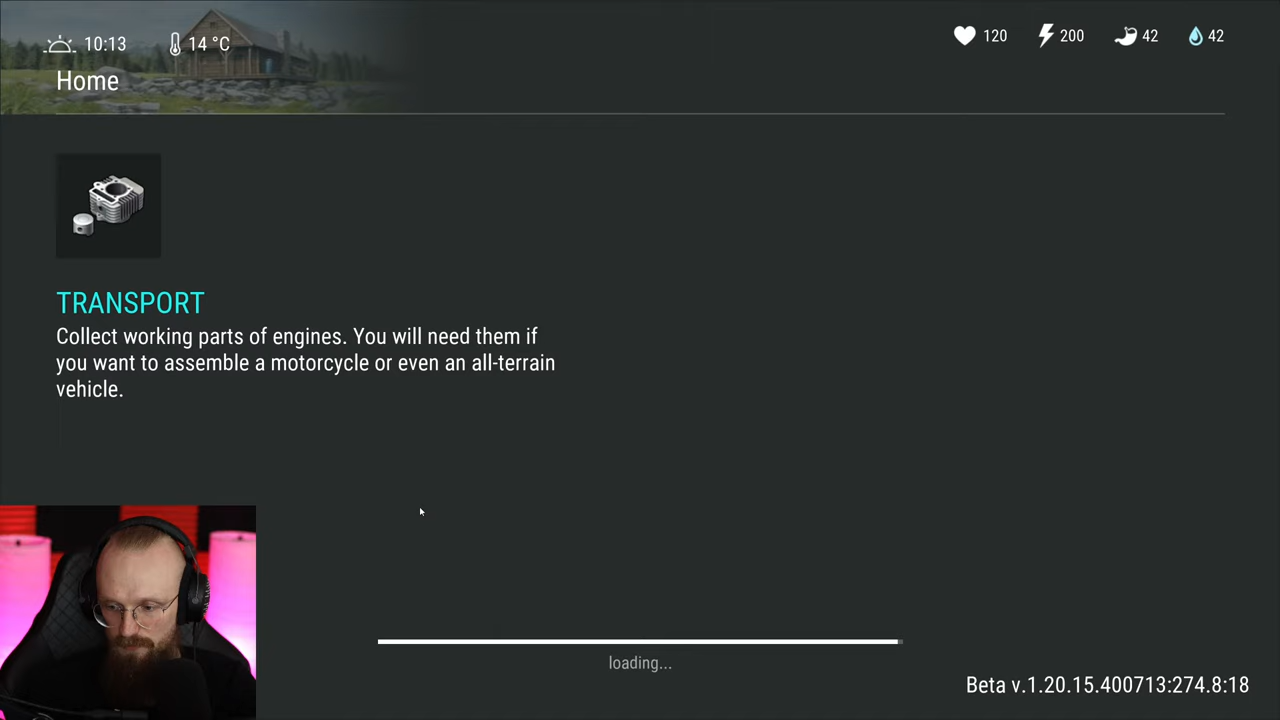 10:13
14 °C
120
200
42
42
Home
TRANSPORT
Collect working parts of engines. You will need them if
you want to assemble a motorcycle or even an all-terrain
vehicle.
loading...
Beta v.1.20.15.400713:274.8:18